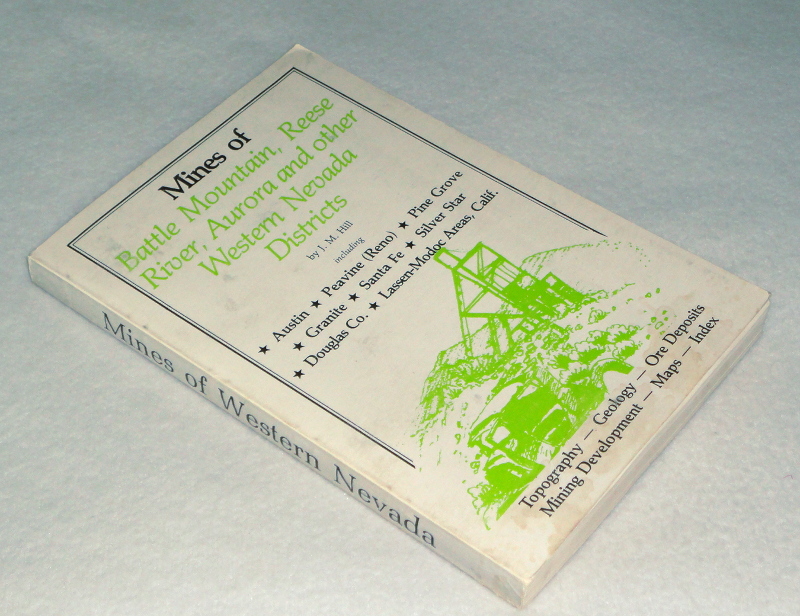 Mines of
Battle Mountain, Reese
River, Aurora and other
Western Nevada
Districts
by J. M. Hill
including
★ Austin ★ Peavine (Reno) ★ Pine Grove
★ Granite ★ Santa Fe ★ Silver Star
★ Douglas Co. ★ Lassen-Modoc Areas, Calif.
Topography — Geology — Ore Deposits
Mining Development — Maps — Index
Mines of Western Nevada